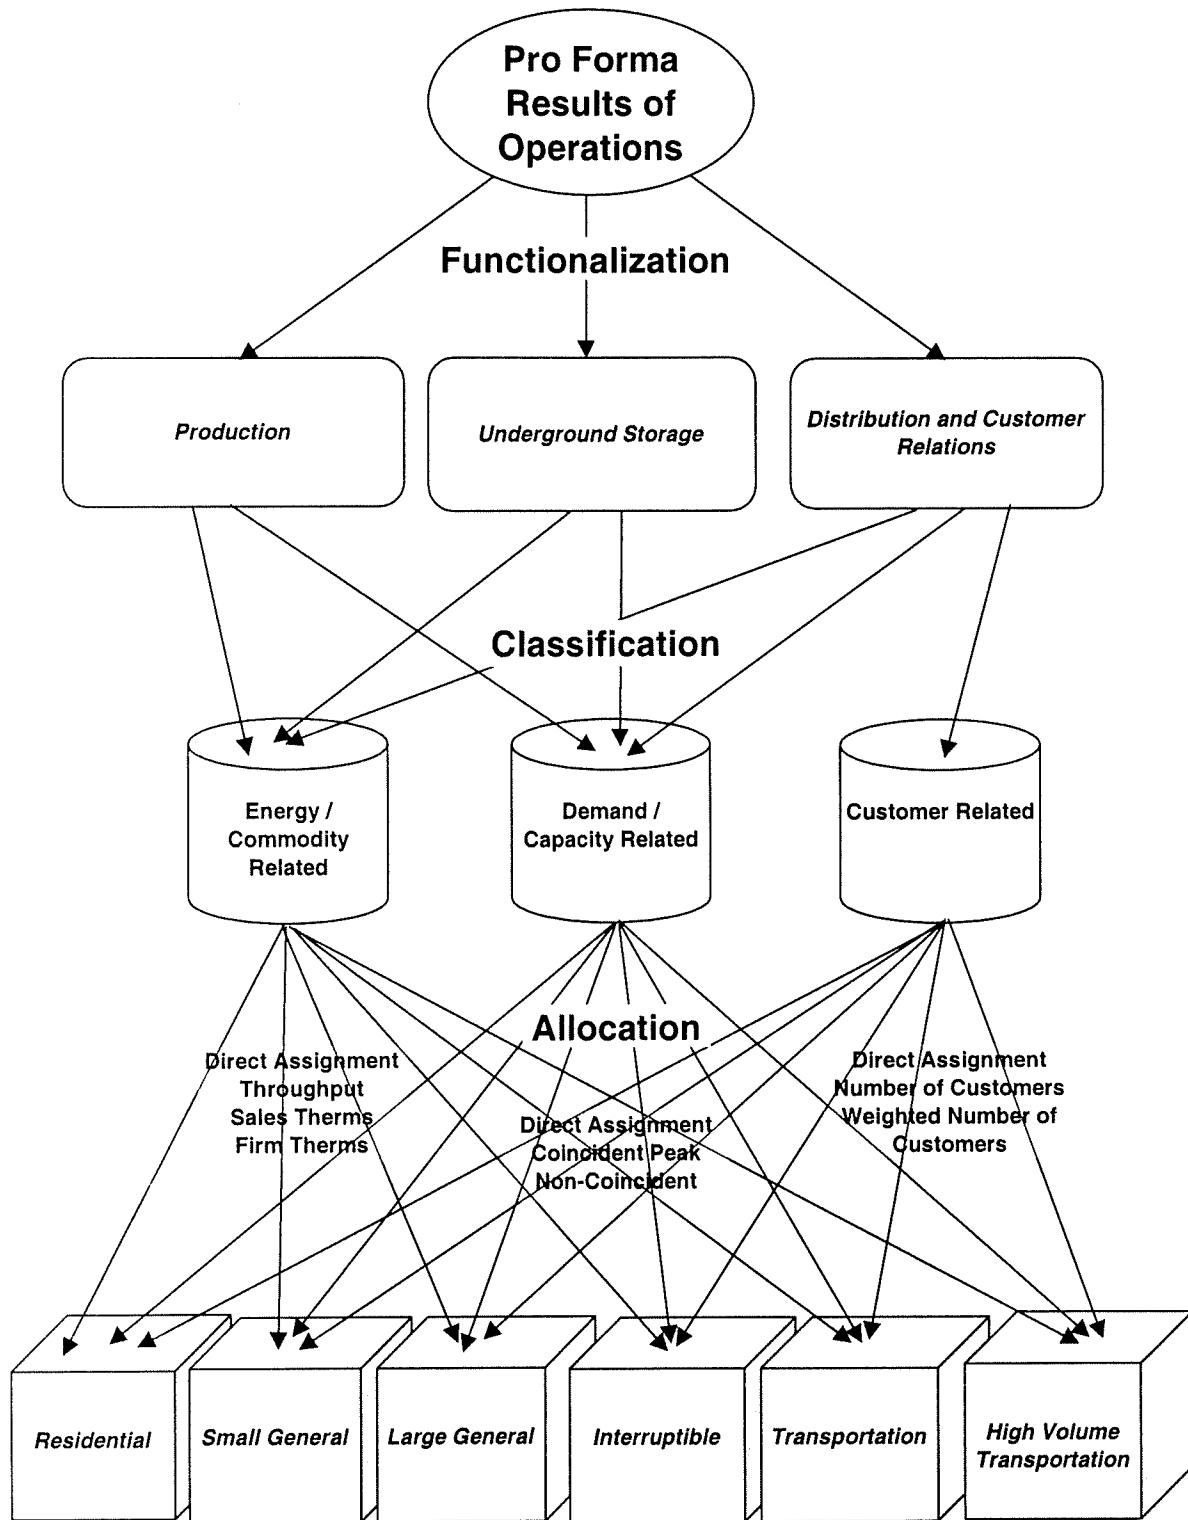 Pro Forma
Results of
Operations
Functionalization
Production
Underground Storage
Distribution and Customer
Relations
Classification
Energy /
Commodity
Related
Demand /
Capacity Related
Customer Related
Allocation
Direct Assignment
Throughput
Sales Therms
Firm Therms
Direct Assignment
Coincident Peak
Non-Coincident
Direct Assignment
Number of Customers
Weighted Number of
Customers
Residential
Small General
Large General
Interruptible
Transportation
High Volume
Transportation